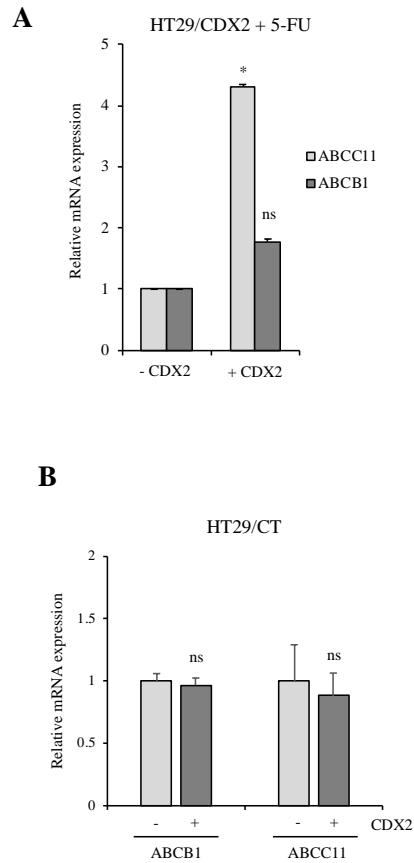 A
HT29/CDX2 + 5-FU
Relative mRNA expression
5
4
3
2
1
0
*
ns
- CDX2
+ CDX2
ABCC11
ABCB1
B
HT29/CT
Relative mRNA expression
2
1.5
1
0.5
0
ns
ns
- + - + CDX2
ABCB1 ABCC11